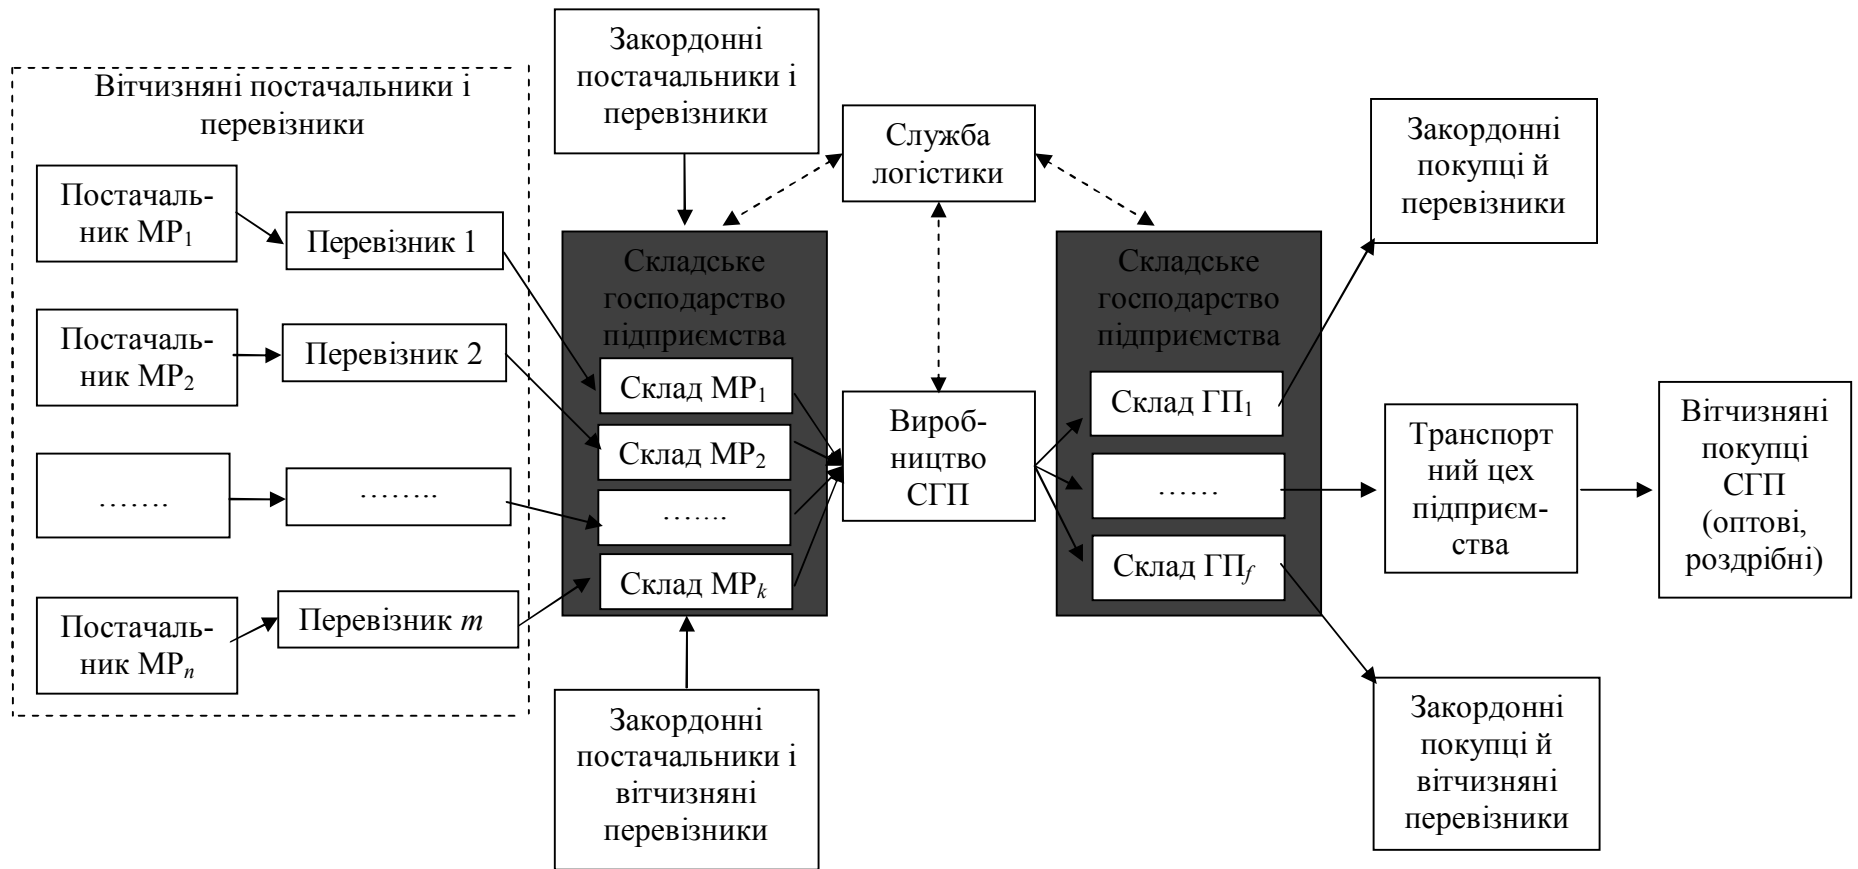 Вітчизняні постачальники і
перевізники
Постачаль-
ник МР1
Перевізник 1
Постачаль-
ник МР2
Перевізник 2
…….
……..
Постачаль-
ник МРn
Перевізник m
Закордонні
постачальники і
перевізники
Складське
господарство
підприємства
Склад МР1
Склад МР2
…….
Склад МРk
Закордонні
постачальники і
вітчизняні
перевізники
Служба
логістики
Вироб-
ництво
СГП
Складське
господарство
підприємства
Склад ГП1
……
Склад ГПf
Закордонні
покупці й
перевізники
Транспорт
ний цех
підприєм-
ства
Вітчизняні
покупці
СГП
(оптові,
роздрібні)
Закордонні
покупці й
вітчизняні
перевізники